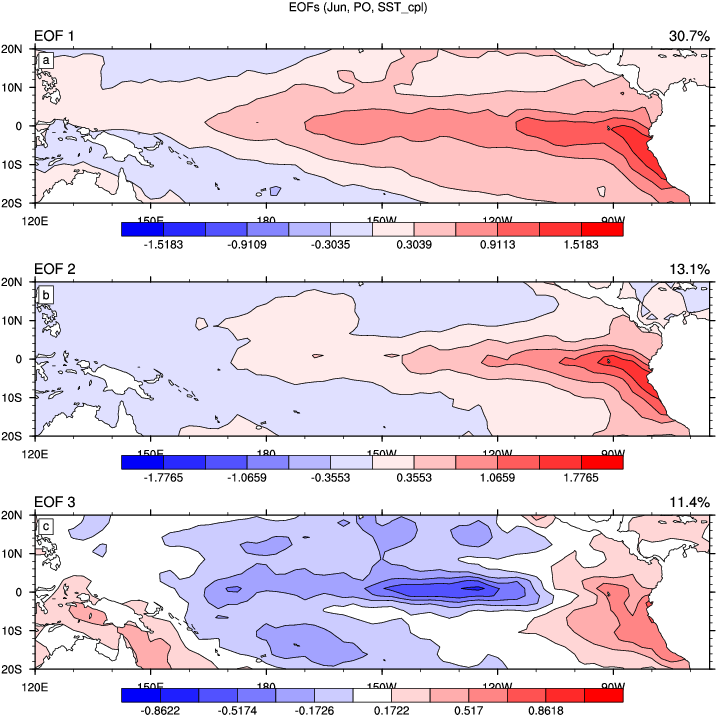 EOFs (Jun, PO, SST_cpl)
EOF 1 30.7%
a
20N
10N
0
10S
20S
120E 150E 180 150W 120W 90W
-1.5183 -0.9109 -0.3035 0.3039 0.9113 1.5183
EOF 2 13.1%
b
20N
10N
0
10S
20S
120E 150E 180 150W 120W 90W
-1.7765 -1.0659 -0.3553 0.3553 1.0659 1.7765
EOF 3 11.4%
c
20N
10N
0
10S
20S
120E 150E 180 150W 120W 90W
-0.8622 -0.5174 -0.1726 0.1722 0.517 0.8618